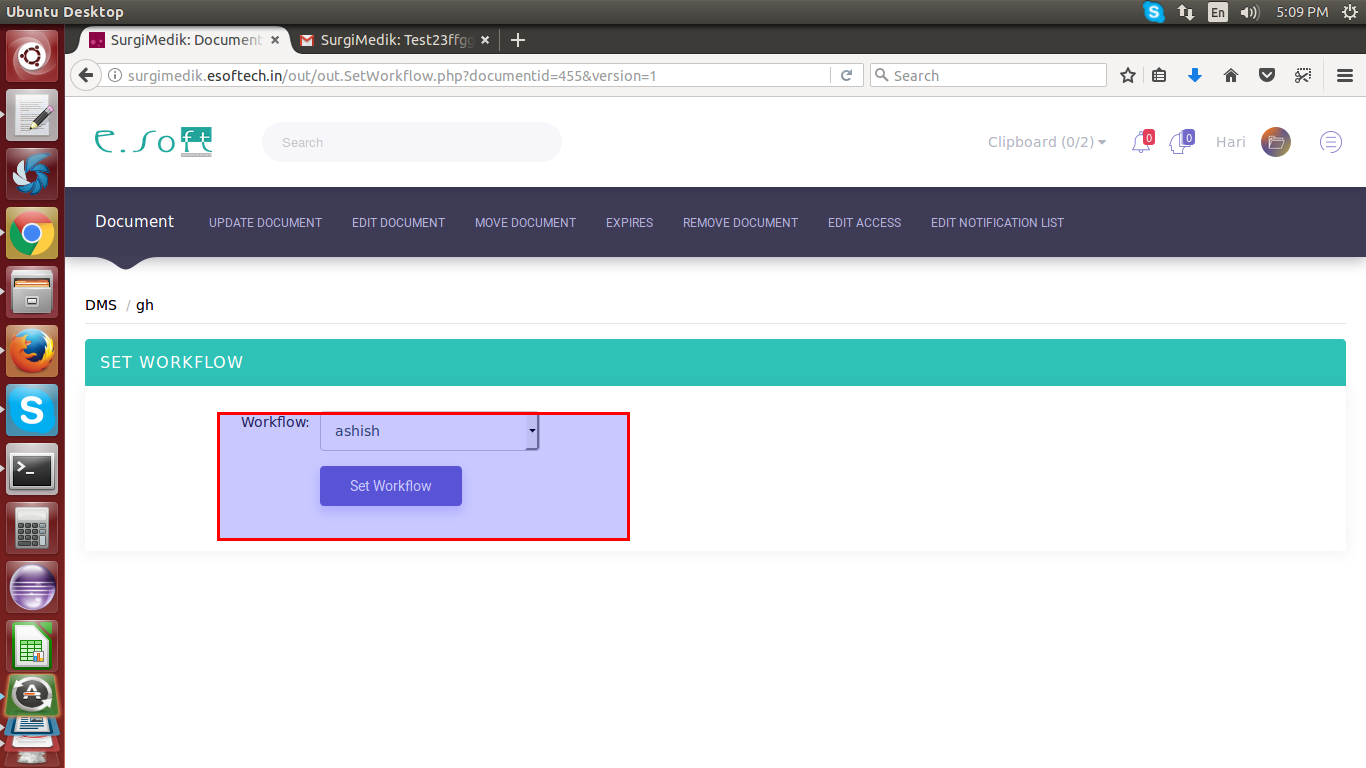 Ubuntu Desktop
En
5:09 PM
SurgiMedik: Document
SurgiMedik: Test23ffgg
surgimedik.esoftech.in/out/out.SetWorkflow.php?documentid=455&version=1
Search
e.soft
Search
Clipboard (0/2)
0
0
Hari
Document
UPDATE DOCUMENT
EDIT DOCUMENT
MOVE DOCUMENT
EXPIRES
REMOVE DOCUMENT
EDIT ACCESS
EDIT NOTIFICATION LIST
DMS / gh
SET WORKFLOW
Workflow:
ashish
Set Workflow